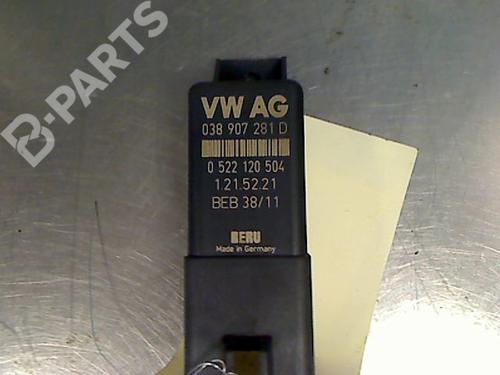 B-PARTS
VW AG
038 907 281 D
0 522 120 504
1.21.52.21
BEB 38/11
BERU
Made in Germany